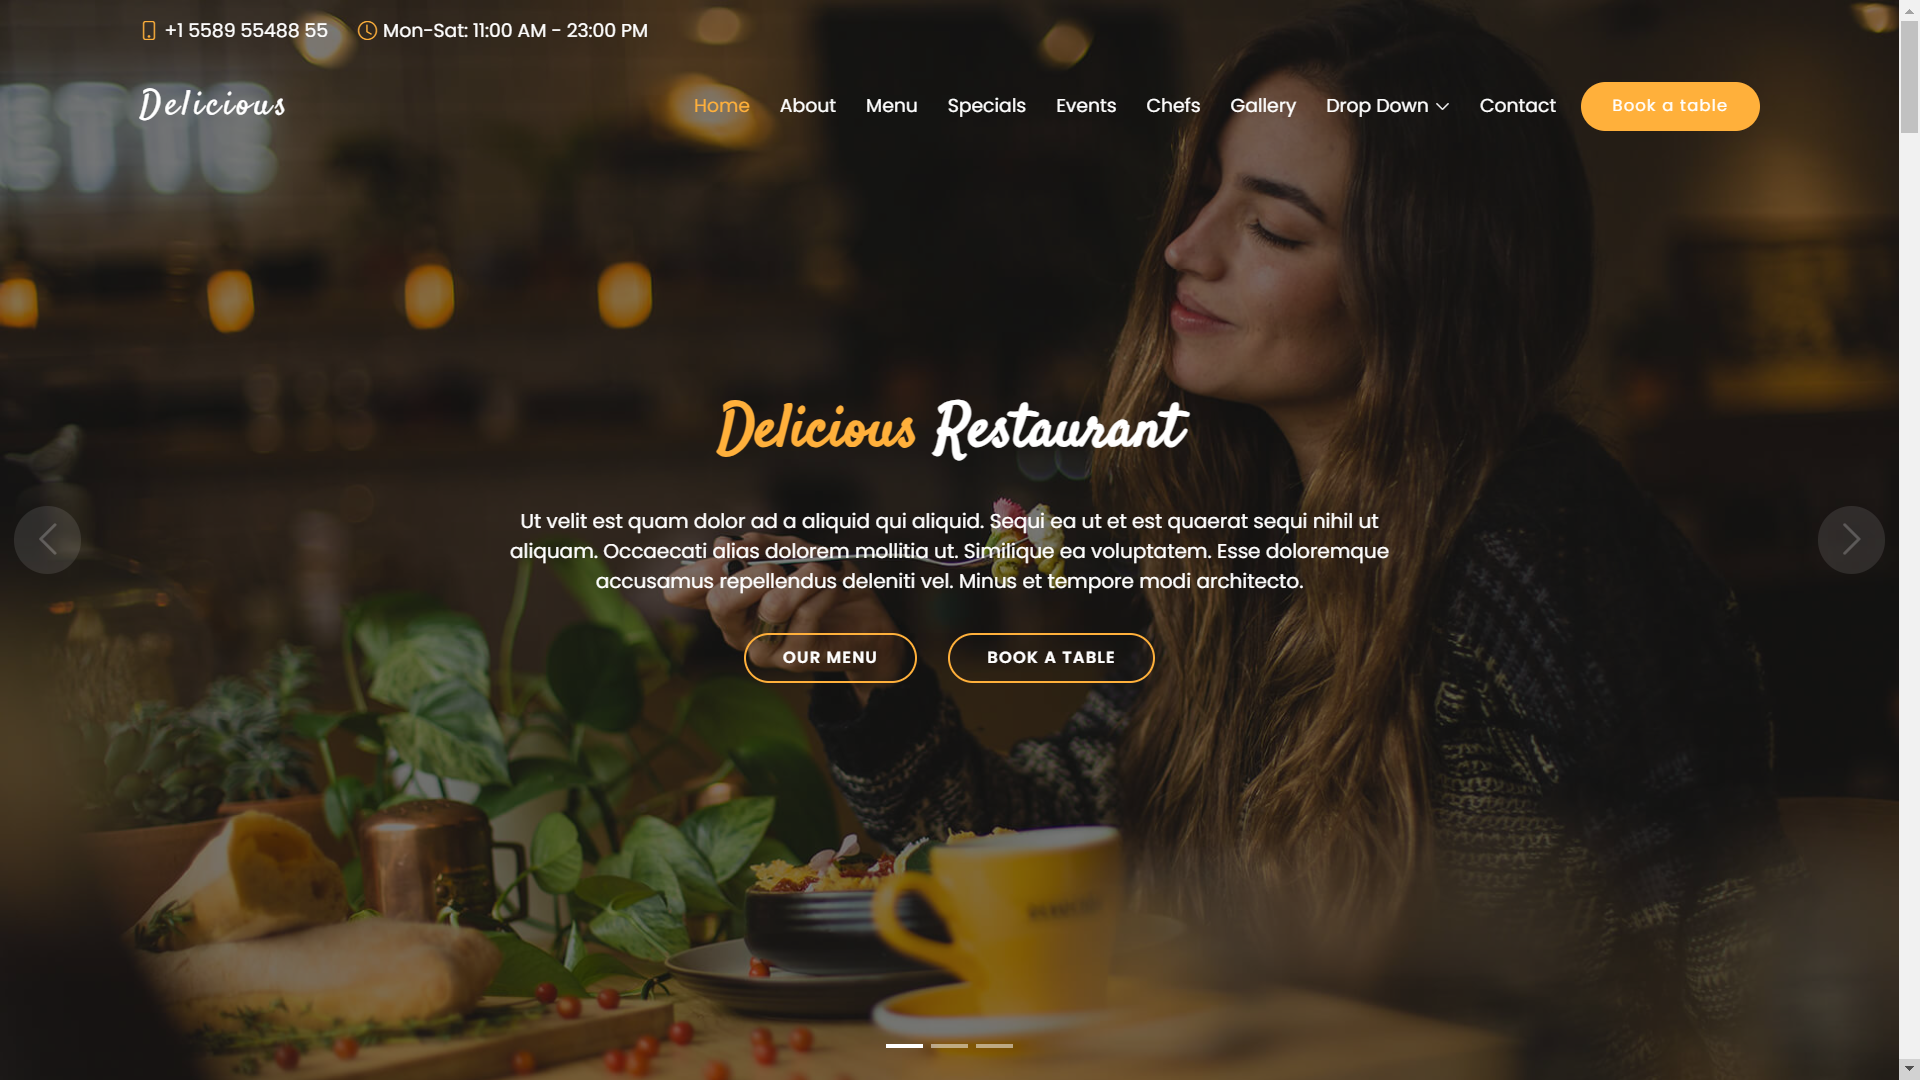 +1 5589 55488 55 Mon-Sat: 11:00 AM - 23:00 PM
Delicious
Home About Menu Specials Events Chefs Gallery Drop Down Contact Book a table
Delicious Restaurant
Ut velit est quam dolor ad a aliquid qui aliquid. Sequi ea ut et est quaerat sequi nihil ut
aliquam. Occaecati alias dolorem mollitia ut. Similique ea voluptatem. Esse doloremque
accusamus repellendus deleniti vel. Minus et tempore modi architecto.
OUR MENU BOOK A TABLE